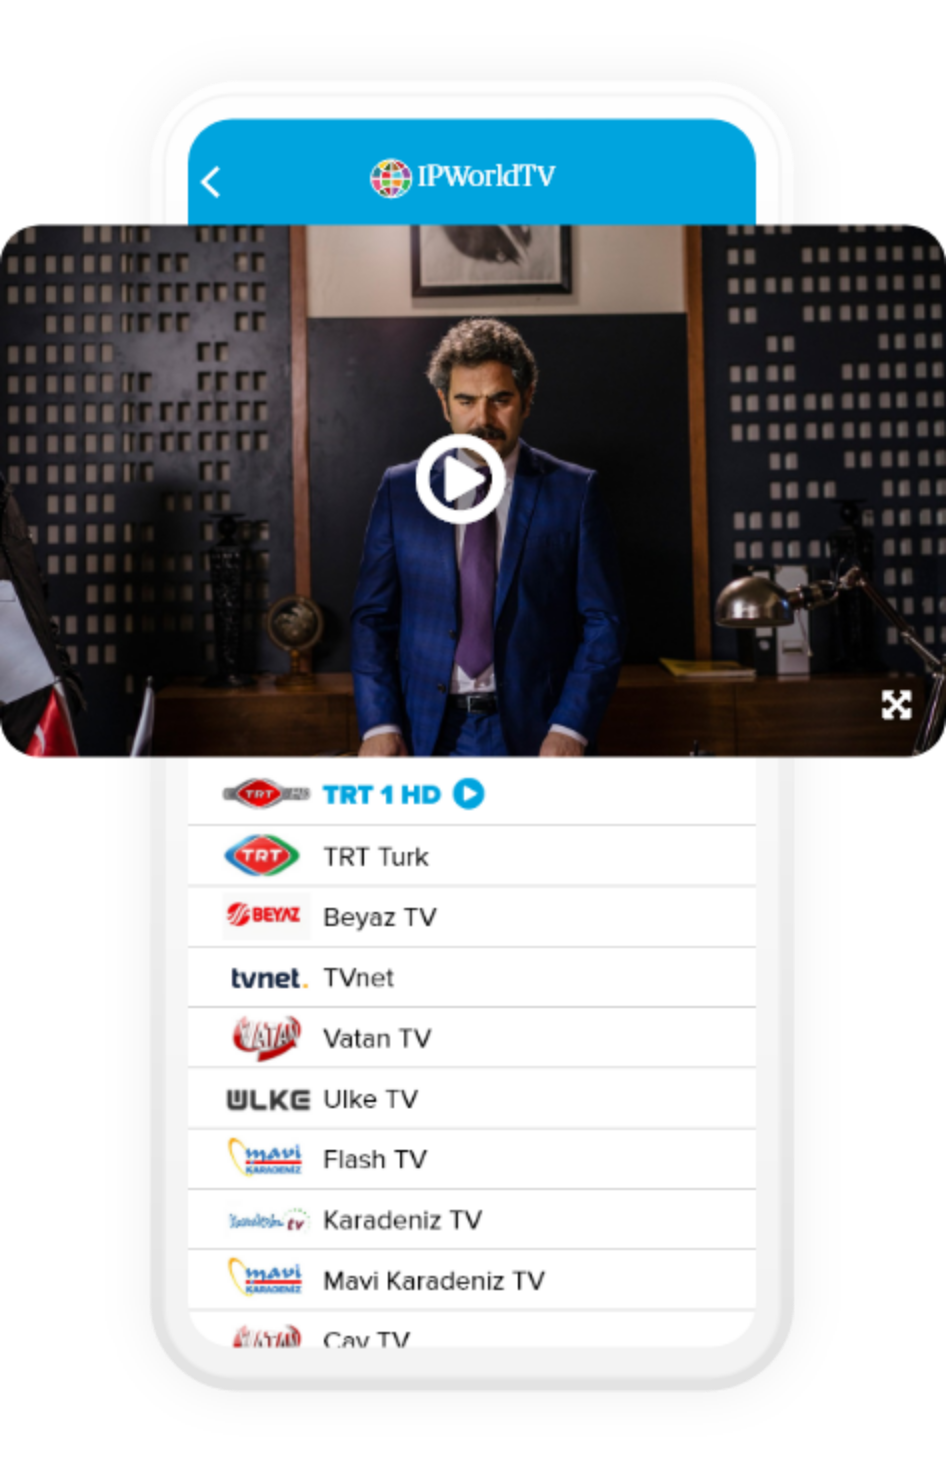 IPWorldTV
TRT HD TRT 1 HD
TRT TRT Turk
BEYAZ Beyaz TV
tvnet. TVnet
VATAN Vatan TV
ULKE Ulke TV
mavi KARADENIZ Flash TV
tv Karadeniz TV
mavi KARADENIZ Mavi Karadeniz TV
VATAN Cay TV